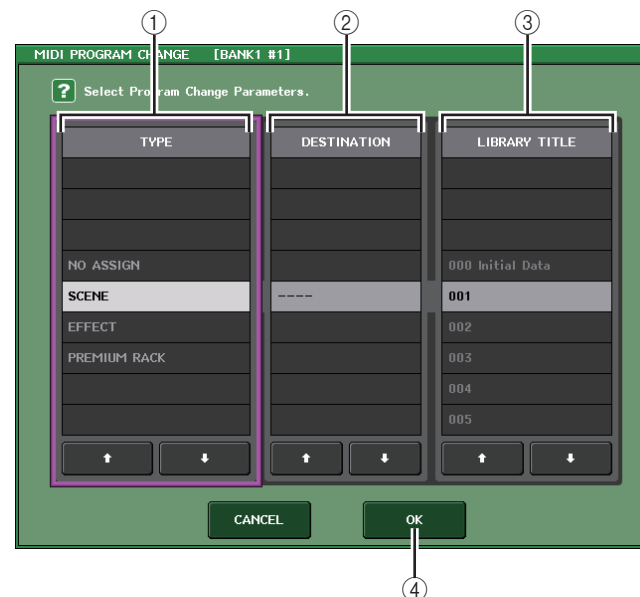 ① ② ③
MIDI PROGRAM CHANGE [BANK1 #1]
? Select Program Change Parameters.
TYPE DESTINATION LIBRARY TITLE
NO ASSIGN 000 Initial Data
SCENE ---- 001
EFFECT 002
PREMIUM RACK 003
004
005
CANCEL OK
④